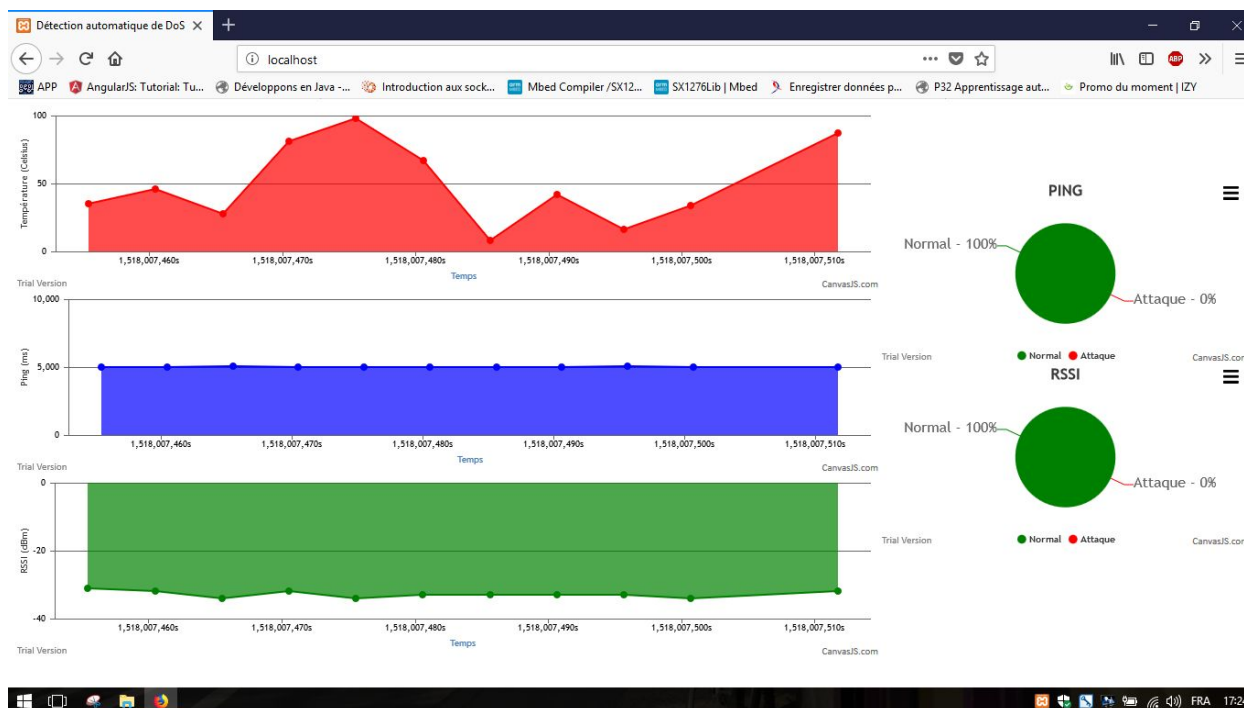 Détection automatique de DoS
localhost
APP
AngularJS: Tutorial: Tu...
Développons en Java -...
Introduction aux sock...
Mbed Compiler /SX12...
SX1276Lib | Mbed
Enregistrer données p...
P32 Apprentissage aut...
Promo du moment | IZY
ABP
Température (Celsius)
100
50
0
1,518,007,460s 1,518,007,470s 1,518,007,480s 1,518,007,490s 1,518,007,500s 1,518,007,510s
Temps
Trial Version
CanvasJS.com
Ping (ms)
10,000
5,000
0
1,518,007,460s 1,518,007,470s 1,518,007,480s 1,518,007,490s 1,518,007,500s 1,518,007,510s
Temps
Trial Version
CanvasJS.com
RSSI (dBm)
0
-20
-40
1,518,007,460s 1,518,007,470s 1,518,007,480s 1,518,007,490s 1,518,007,500s 1,518,007,510s
Temps
Trial Version
CanvasJS.com
PING
Normal - 100%
Attaque - 0%
Trial Version
Normal Attaque
CanvasJS.com
RSSI
Normal - 100%
Attaque - 0%
Trial Version
Normal Attaque
CanvasJS.com
FRA 17:24